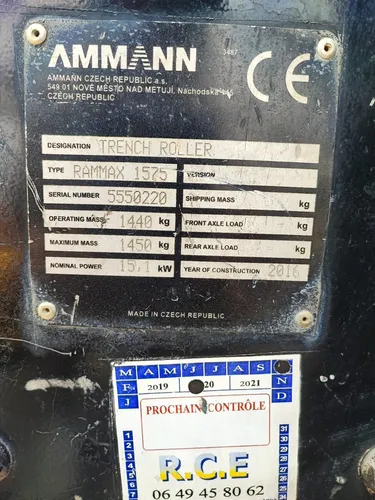 AMMANN
3487
AMMANN CZECH REPUBLIC a.s.
549 01 NOVÉ MĚSTO NAD METUJÍ, Náchodská 145
CZECH REPUBLIC
CE
DESIGNATION TRENCH ROLLER
TYPE RAMMAX 1575 VERSION
SERIAL NUMBER 5550220 SHIPPING MASS kg
OPERATING MASS 1440 kg FRONT AXLE LOAD kg
MAXIMUM MASS 1450 kg REAR AXLE LOAD kg
NOMINAL POWER 15,1 kW YEAR OF CONSTRUCTION 2016
MADE IN CZECH REPUBLIC
M A M J J A S N
F 2019 2020 2021 N
J D
PROCHAIN CONTRÔLE
R.C.E
06 49 45 80 62